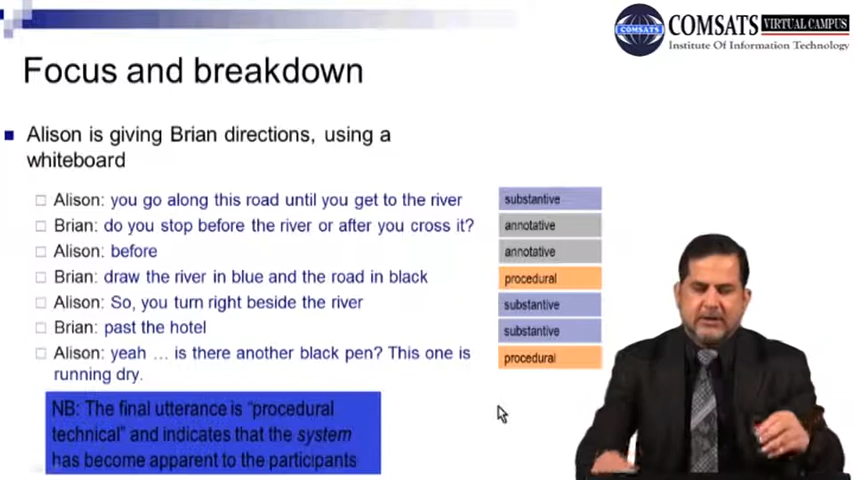 COMSATS VIRTUAL CAMPUS
COMSATS
Institute Of Information Technology
Focus and breakdown
Alison is giving Brian directions, using a
whiteboard
Alison: you go along this road until you get to the river substantive
Brian: do you stop before the river or after you cross it? annotative
Alison: before annotative
Brian: draw the river in blue and the road in black procedural
Alison: So, you turn right beside the river substantive
Brian: past the hotel substantive
Alison: yeah … is there another black pen? This one is procedural
running dry.
NB: The final utterance is "procedural
technical" and indicates that the system
has become apparent to the participants